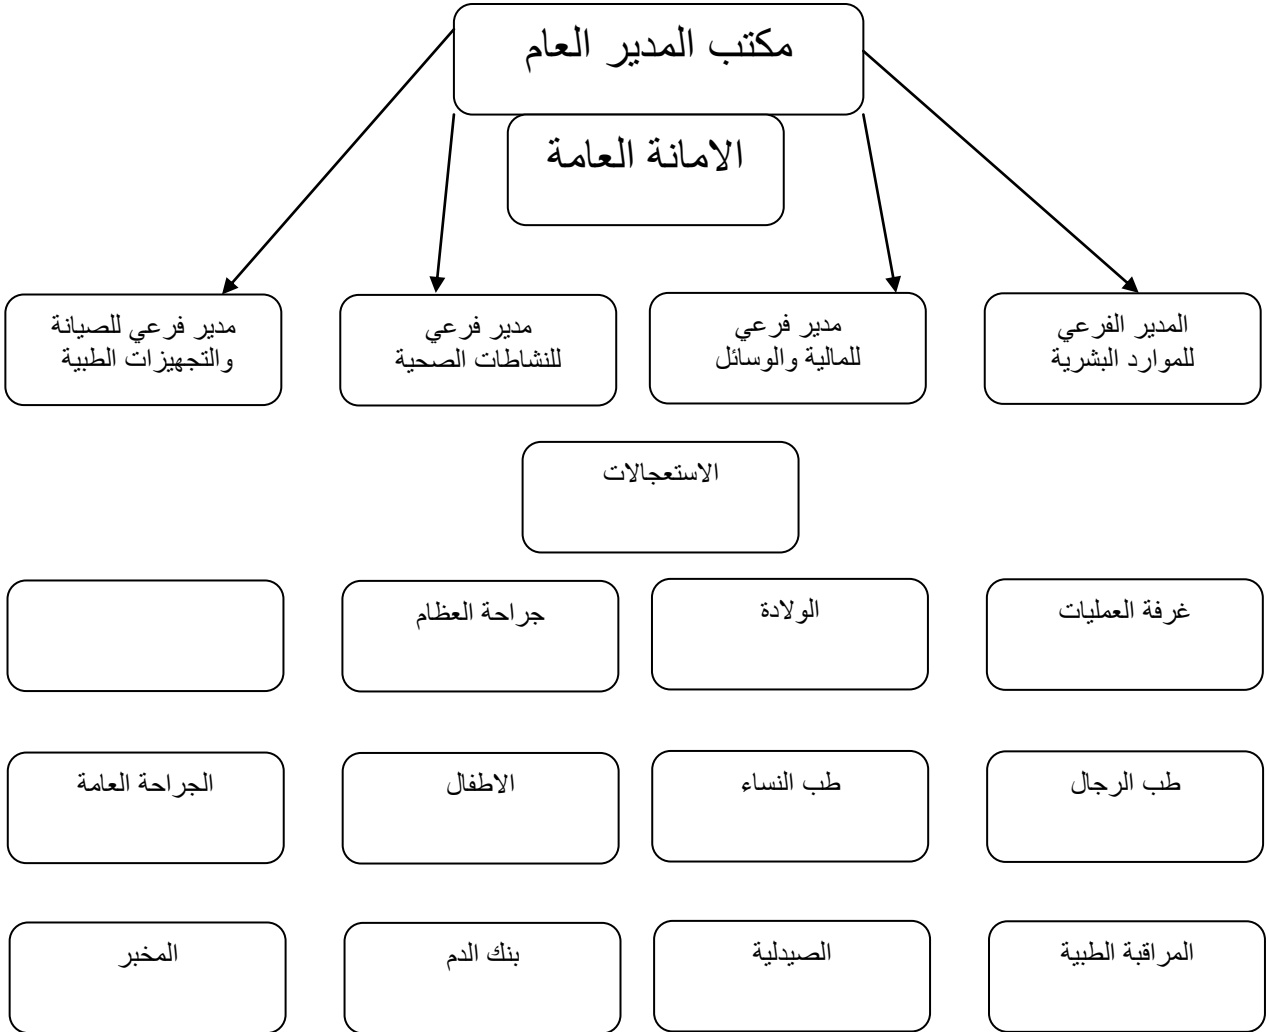 مكتب المدير العام
الامانة العامة
المدير الفرعي
للموارد البشرية
مدير فرعي
للمالية والوسائل
مدير فرعي
للنشاطات الصحية
مدير فرعي للصيانة
والتجهيزات الطبية
الاستعجالات
غرفة العمليات
الولادة
جراحة العظام
طب الرجال
طب النساء
الاطفال
الجراحة العامة
المراقبة الطبية
الصيدلية
بنك الدم
المخبر